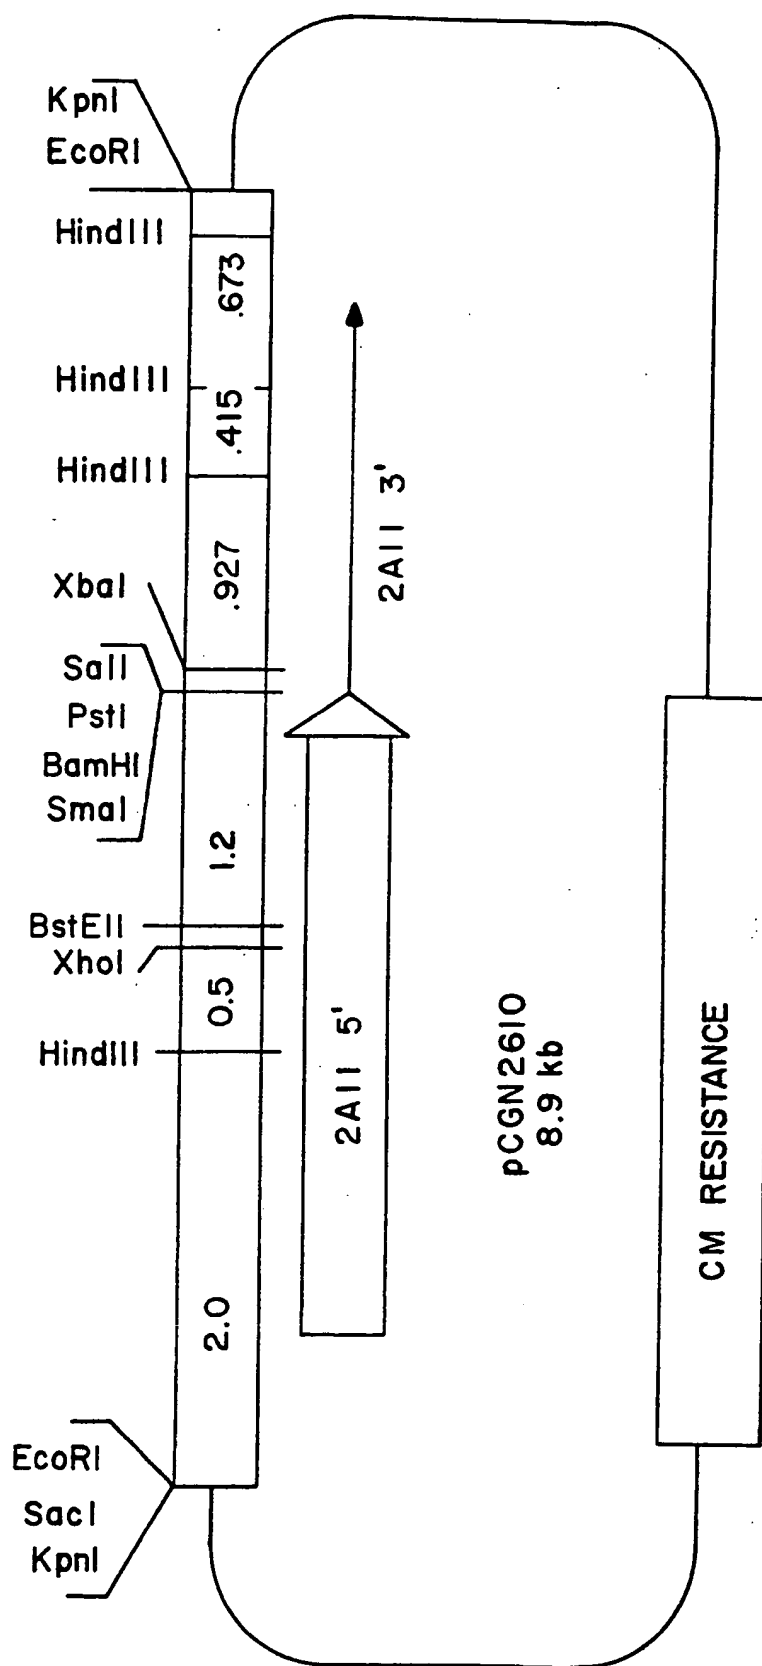 KpnI
EcoRI
HindIII
.673
HindIII
.415
HindIII
.927
XbaI
SalI
PstI
BamHI
SmaI
1.2
BstEII
XhoI
0.5
HindIII
2.0
EcoRI
SacI
KpnI
2A11 3'
2A11 5'
pCGN2610
8.9 kb
CM RESISTANCE